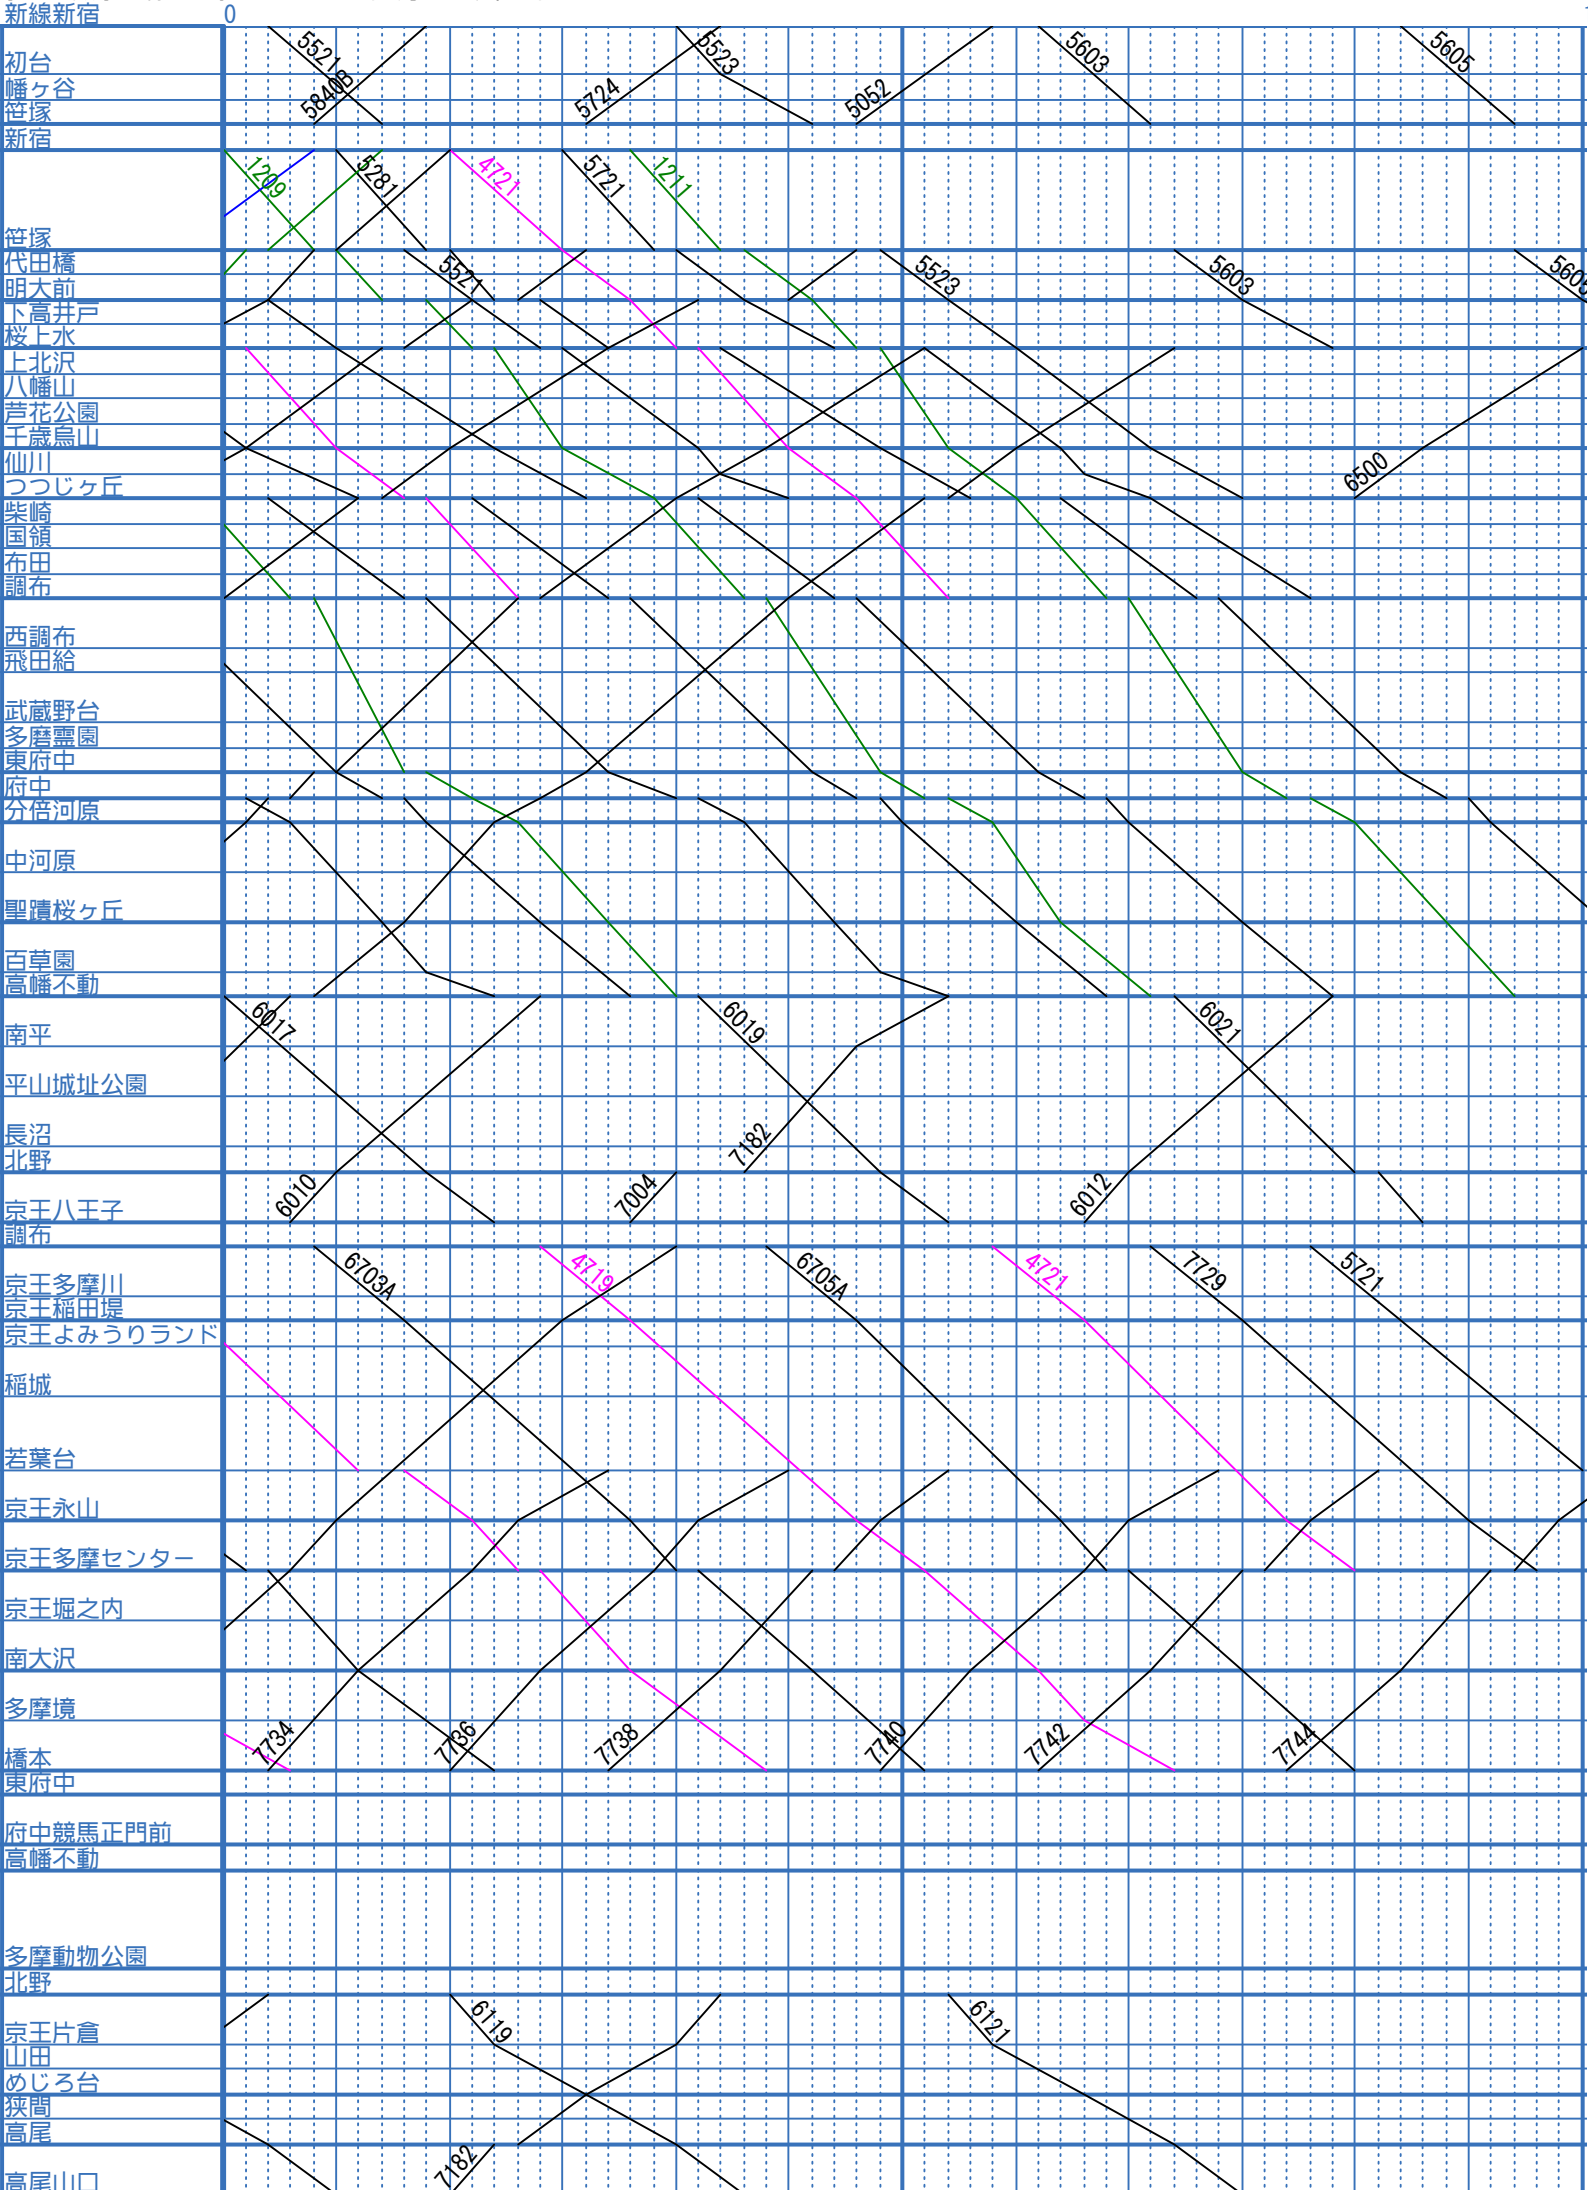 新線新宿 0
初台 5521 5840B 5523 5603 5605
幡ヶ谷 5724 5052
笹塚
新宿
1209 5281 4721 5721 1211
笹塚
代田橋 5521 5523 5603 5605
明大前
下高井戸
桜上水
上北沢
八幡山
芦花公園
千歳烏山
仙川 6500
つつじヶ丘
柴崎
国領
布田
調布
西調布
飛田給
武蔵野台
多磨霊園
東府中
府中
分倍河原
中河原
聖蹟桜ヶ丘
百草園
高幡不動
南平 6017 6019 6021
平山城址公園
長沼 7182
北野
京王八王子 6010 7004 6012
調布
京王多摩川 6703A 4719 6705A 4721 7729 5721
京王稲田堤
京王よみうりランド
稲城
若葉台
京王永山
京王多摩センター
京王堀之内
南大沢
多摩境
橋本 7734 7736 7738 7740 7742 7744
東府中
府中競馬正門前
高幡不動
多摩動物公園
北野
京王片倉 6119 6121
山田
めじろ台
狭間
高尾
高尾山口 7182